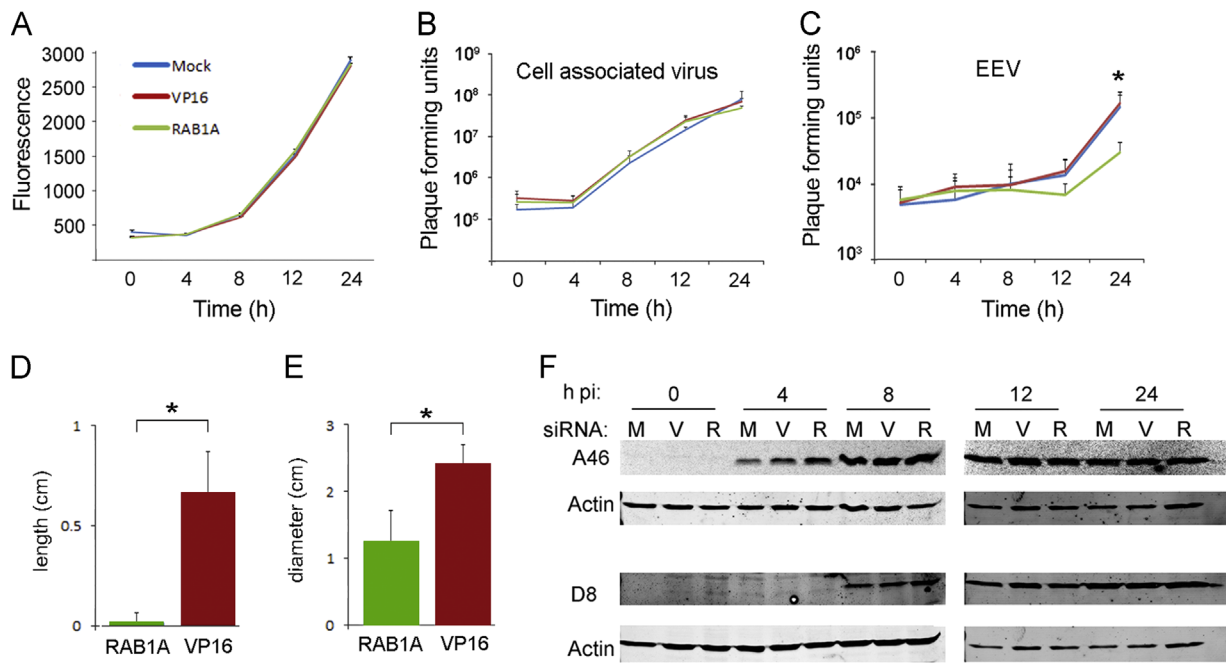 A
3000
2500
2000
1500
1000
500
Fluorescence
Mock
VP16
RAB1A
0 4 8 12 24
Time (h)
B
Cell associated virus
10⁹
10⁸
10⁷
10⁶
10⁵
Plaque forming units
0 4 8 12 24
Time (h)
C
EEV
10⁶
10⁵
10⁴
10³
Plaque forming units
*
0 4 8 12 24
Time (h)
D
*
1
0.5
0
length (cm)
RAB1A VP16
E
*
3
2
1
0
diameter (cm)
RAB1A VP16
F
h pi: 0 4 8 12 24
siRNA: M V R M V R M V R M V R M V R
A46
Actin
D8
Actin